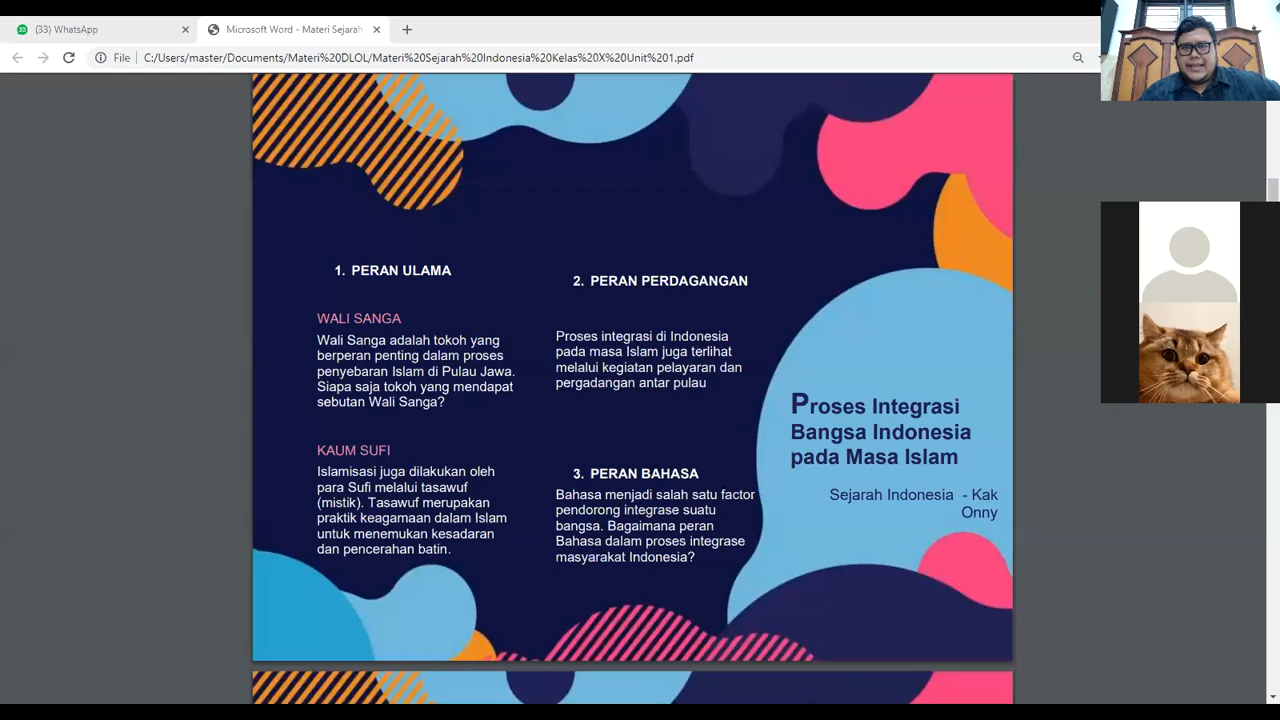 (33) WhatsApp
Microsoft Word - Materi Sejarah
File
C:/Users/master/Documents/Materi%20DLOL/Materi%20Sejarah%20Indonesia%20Kelas%20X%20Unit%201.pdf
1. PERAN ULAMA
WALI SANGA
Wali Sanga adalah tokoh yang
berperan penting dalam proses
penyebaran Islam di Pulau Jawa.
Siapa saja tokoh yang mendapat
sebutan Wali Sanga?
KAUM SUFI
Islamisasi juga dilakukan oleh
para Sufi melalui tasawuf
(mistik). Tasawuf merupakan
praktik keagamaan dalam Islam
untuk menemukan kesadaran
dan pencerahan batin.
2. PERAN PERDAGANGAN
Proses integrasi di Indonesia
pada masa Islam juga terlihat
melalui kegiatan pelayaran dan
pergadangan antar pulau
3. PERAN BAHASA
Bahasa menjadi salah satu factor
pendorong integrase suatu
bangsa. Bagaimana peran
Bahasa dalam proses integrase
masyarakat Indonesia?
Proses Integrasi
Bangsa Indonesia
pada Masa Islam
Sejarah Indonesia - Kak
Onny